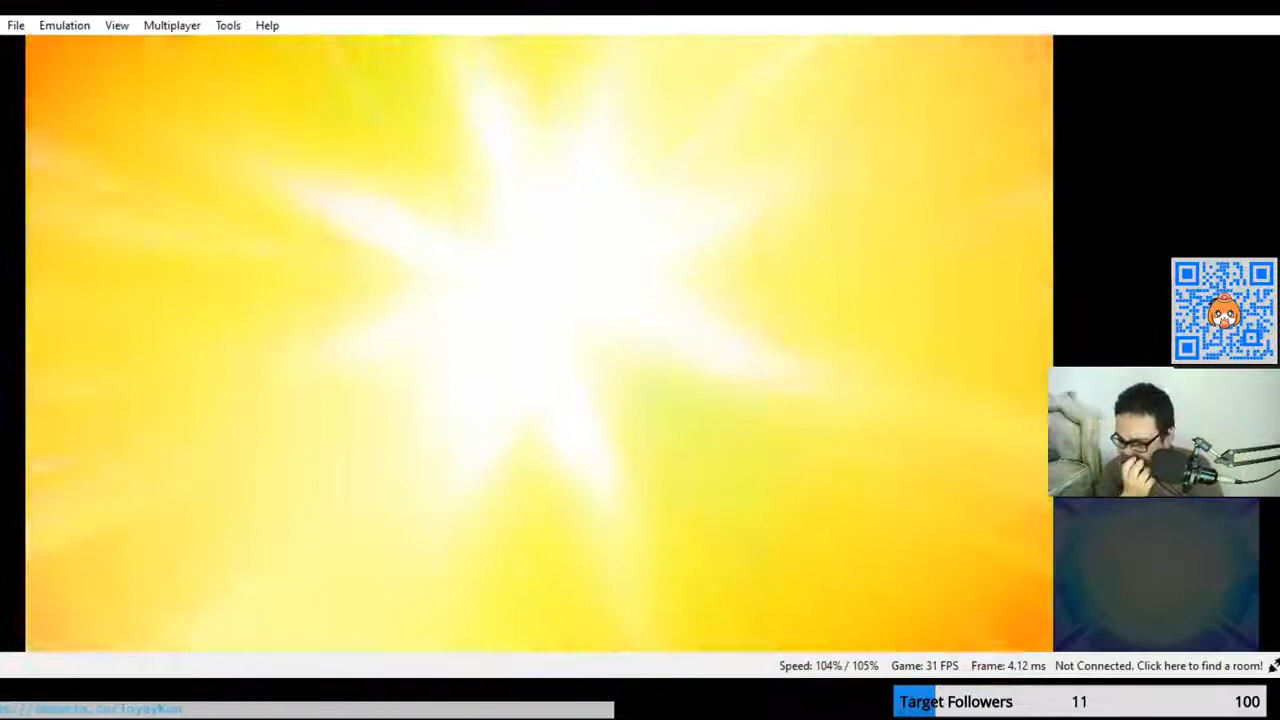 File Emulation View Multiplayer Tools Help
Speed: 104% / 105% Game: 31 FPS Frame: 4.12 ms Not Connected. Click here to find a room!
Target Followers 11 100